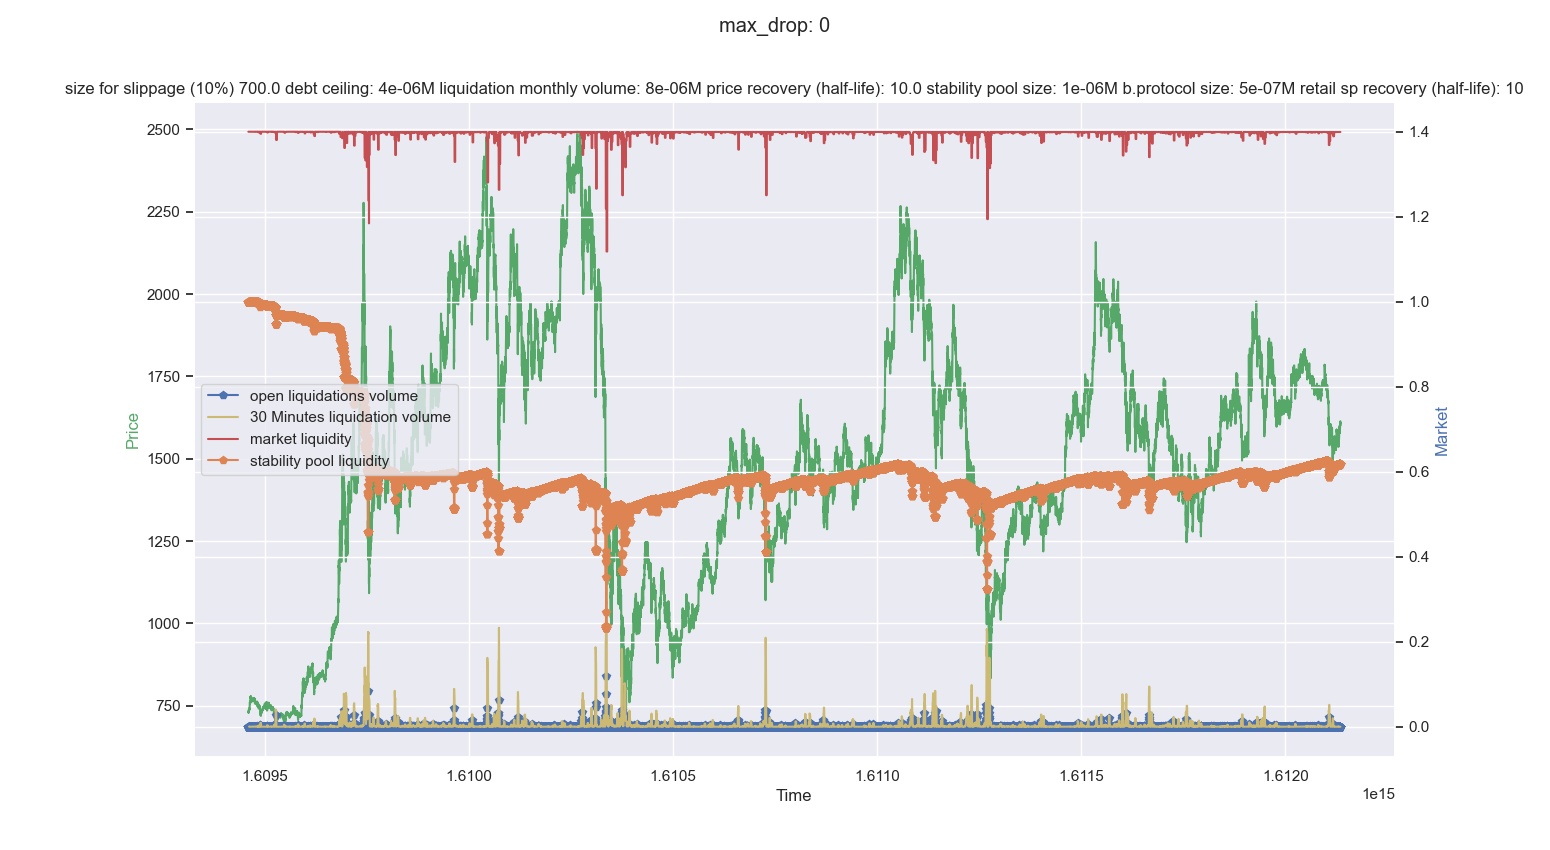 max_drop: 0
size for slippage (10%) 700.0 debt ceiling: 4e-06M liquidation monthly volume: 8e-06M price recovery (half-life): 10.0 stability pool size: 1e-06M b.protocol size: 5e-07M retail sp recovery (half-life): 10
2500
2250
2000
1750
1500
1250
1000
750
Price
open liquidations volume
30 Minutes liquidation volume
market liquidity
stability pool liquidity
1.4
1.2
1.0
0.8
0.6
0.4
0.2
0.0
Market
1.6095 1.6100 1.6105 1.6110 1.6115 1.6120
Time
1e15